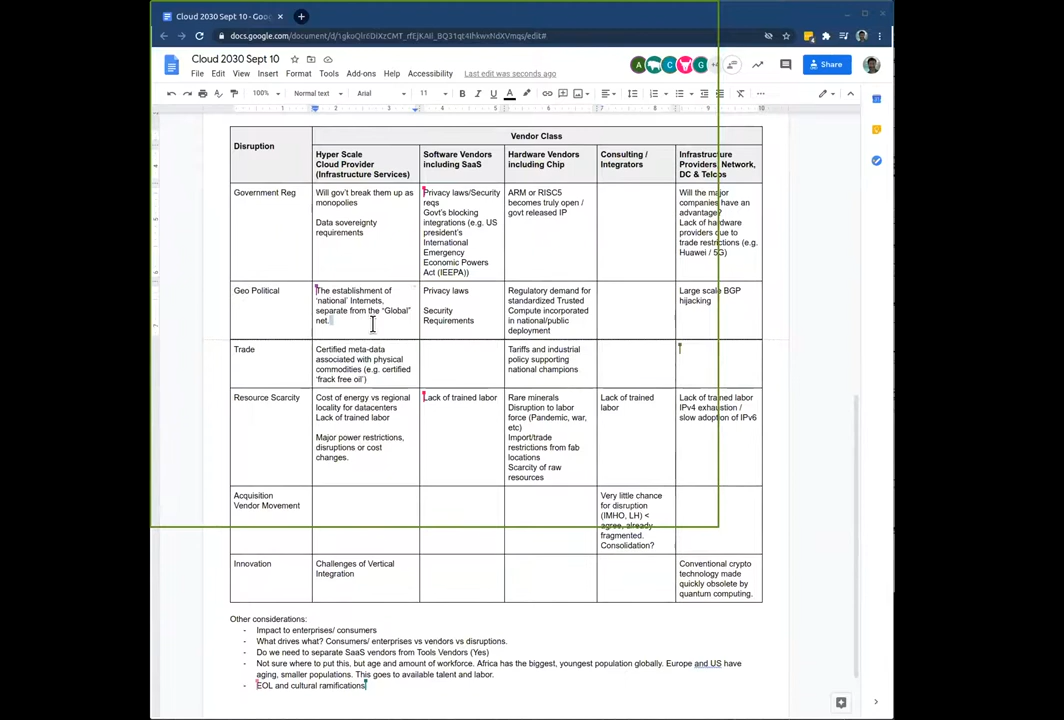 Cloud 2030 Sept 10 - Goo
Cloud 2030 Sept 10
Share
File Edit View Insert Format Tools Add-ons Help Accessibility Last edit was seconds ago
100% Normal text Arial 11
Disruption
Vendor Class
Hyper Scale
Cloud Provider
(Infrastructure Services)
Software Vendors
including SaaS
Hardware Vendors
including Chip
Consulting /
Integrators
Infrastructure
Providers, Network,
DC & Telcos
Government Reg
Will gov't break them up as
monopolies
Data sovereignty
requirements
Privacy laws/Security
reqs
Govt's blocking
integrations (e.g. US
president's
International
Emergency
Economic Powers
Act (IEEPA))
ARM or RISC5
becomes truly open /
govt released IP
Will the major
companies have an
advantage?
Lack of hardware
providers due to
trade restrictions (e.g.
Huawei / 5G)
Geo Political
The establishment of
'national' Internets,
separate from the "Global"
net.
Privacy laws
Security
Requirements
Regulatory demand for
standardized Trusted
Compute incorporated
in national/public
deployment
Large scale BGP
hijacking
Trade
Certified meta-data
associated with physical
commodities (e.g. certified
'frack free oil')
Tariffs and industrial
policy supporting
national champions
Resource Scarcity
Cost of energy vs regional
locality for datacenters
Lack of trained labor
Major power restrictions,
disruptions or cost
changes.
Lack of trained labor
Rare minerals
Disruption to labor
force (Pandemic, war,
etc)
Import/trade
restrictions from fab
locations
Scarcity of raw
resources
Lack of trained
labor
Lack of trained labor
IPv4 exhaustion /
slow adoption of IPv6
Acquisition
Vendor Movement
Very little chance
for disruption
(IMHO, LH) <
agree, already
fragmented.
Consolidation?
Innovation
Challenges of Vertical
Integration
Conventional crypto
technology made
quickly obsolete by
quantum computing.
Other considerations:
- Impact to enterprises/ consumers
- What drives what? Consumers/ enterprises vs vendors vs disruptions.
- Do we need to separate SaaS vendors from Tools Vendors (Yes)
- Not sure where to put this, but age and amount of workforce. Africa has the biggest, youngest population globally. Europe and US have
aging, smaller populations. This goes to available talent and labor.
- EOL and cultural ramifications